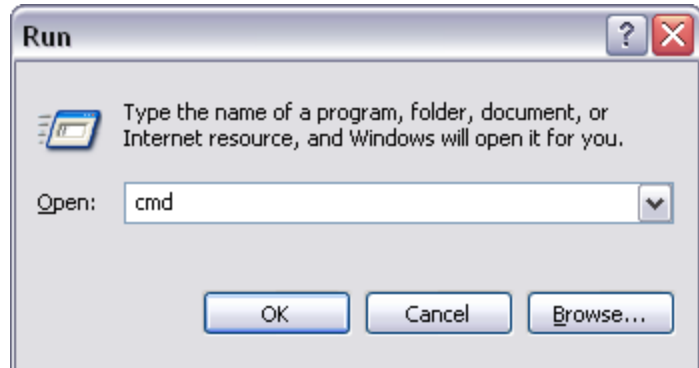 Run
Type the name of a program, folder, document, or
Internet resource, and Windows will open it for you.
Open: cmd
OK Cancel Browse...